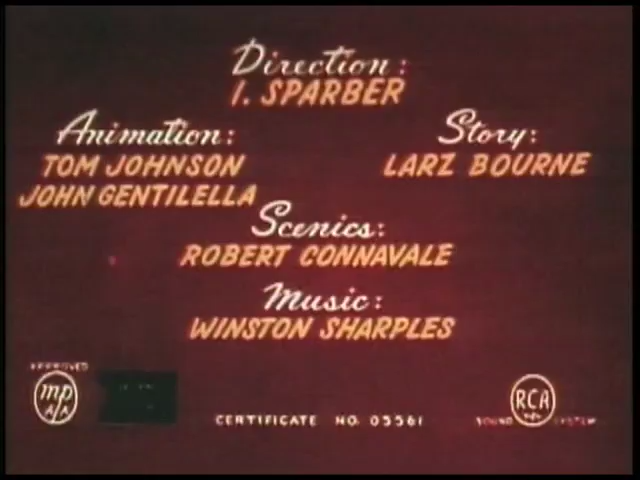 Direction:
I. SPARBER
Animation:
TOM JOHNSON
JOHN GENTILELLA
Story:
LARZ BOURNE
Scenics:
ROBERT CONNAVALE
Music:
WINSTON SHARPLES
APPROVED
MP
AA
CERTIFICATE NO. 05561
RCA
SOUND SYSTEM